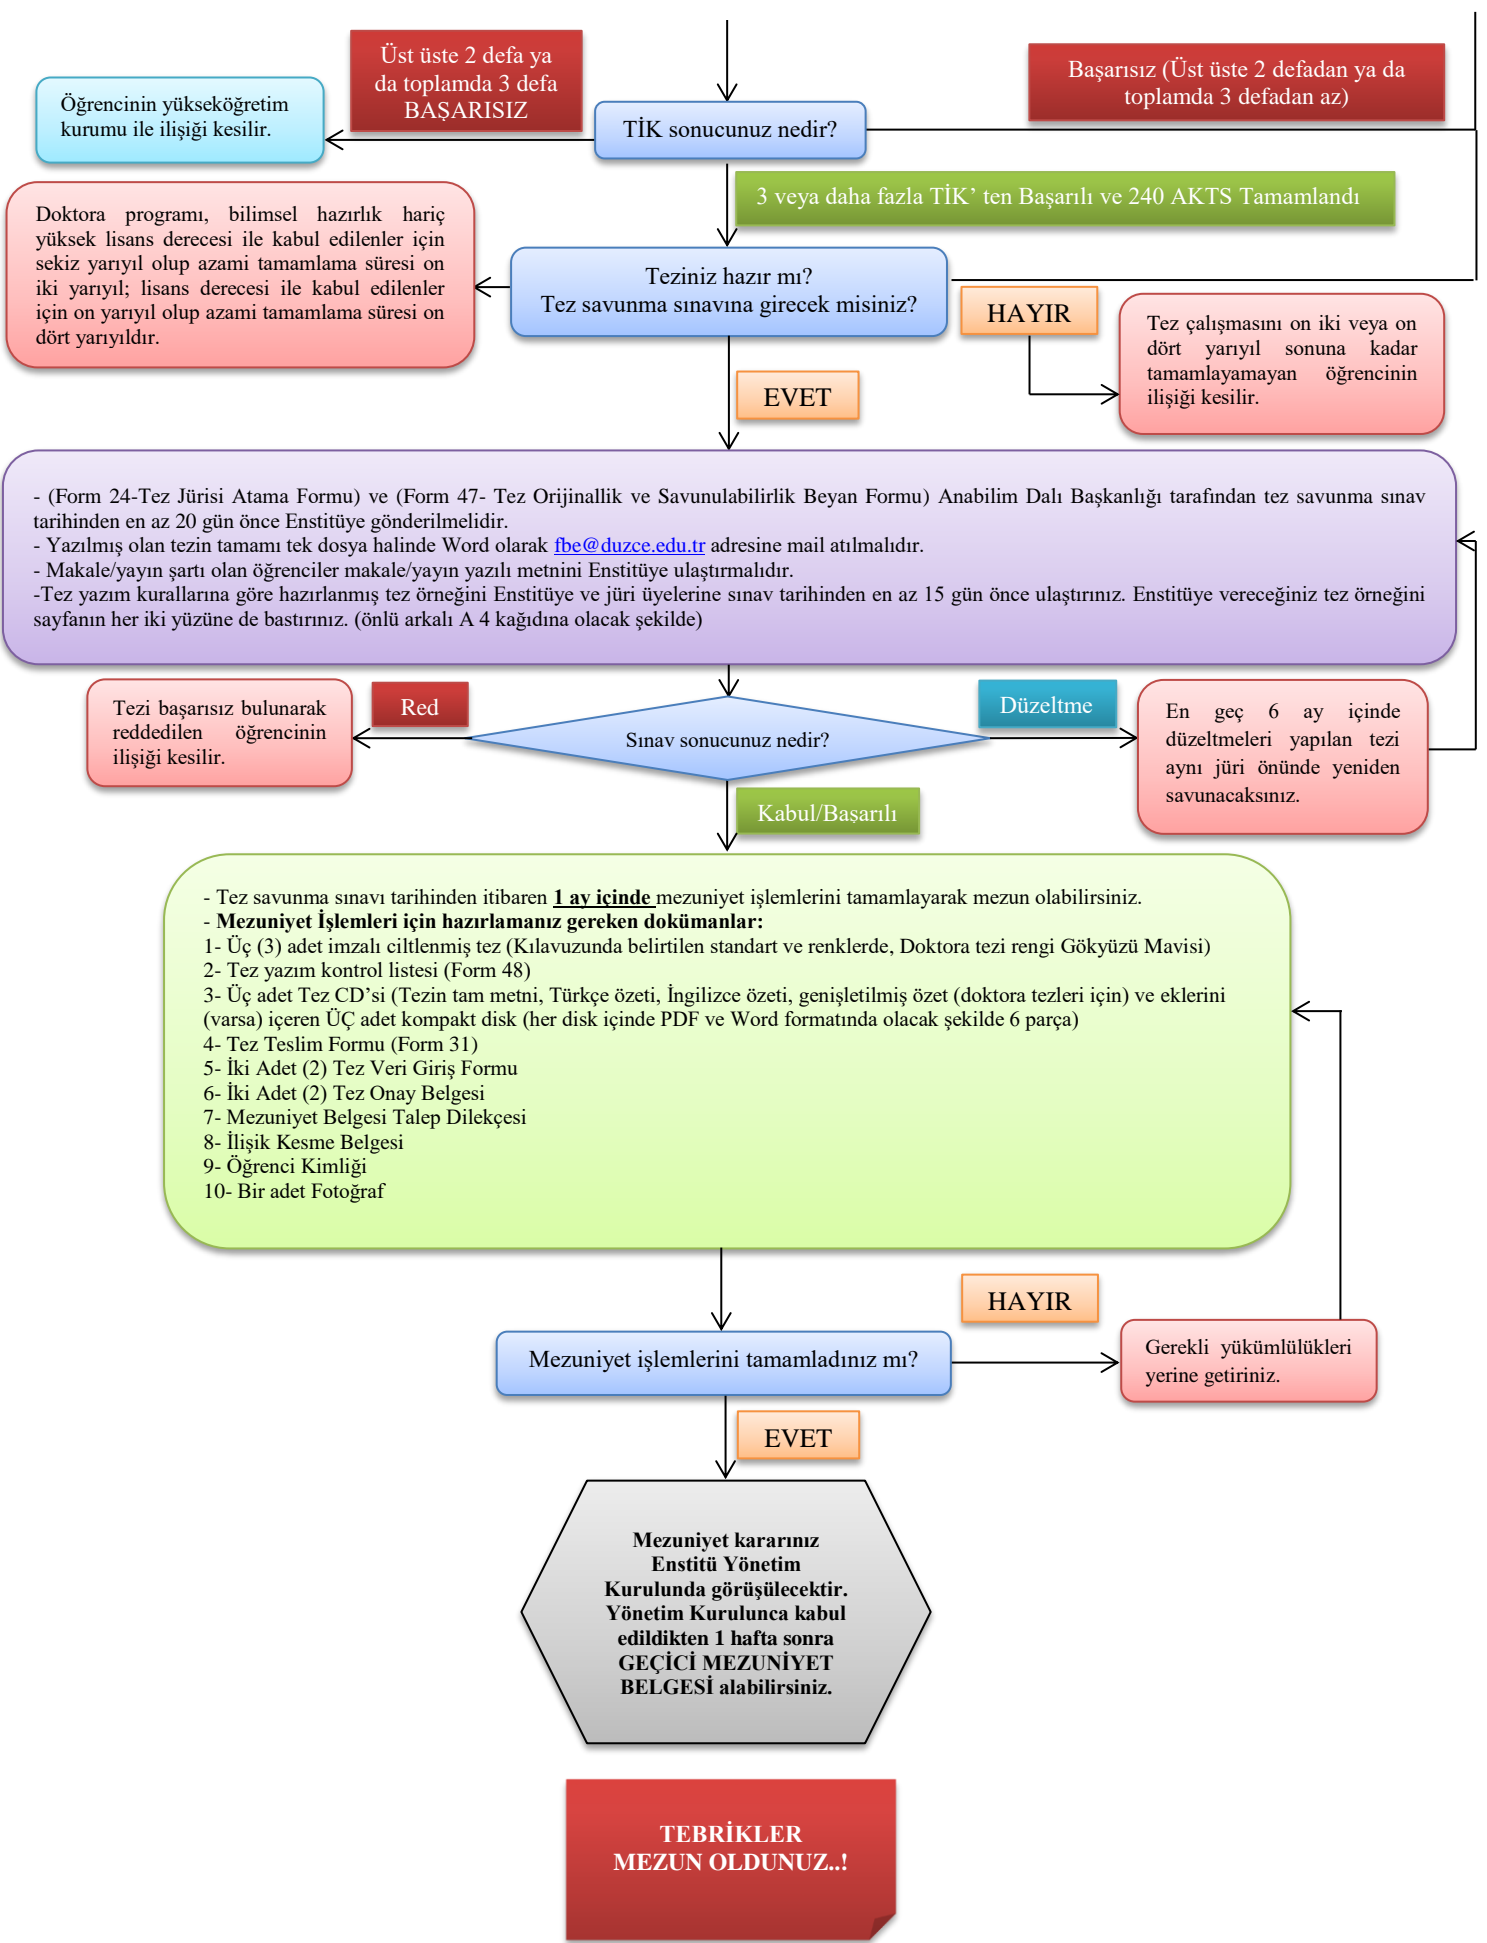 Üst üste 2 defa ya
da toplamda 3 defa
BAŞARISIZ
Başarısız (Üst üste 2 defadan ya da
toplamda 3 defadan az)
Öğrencinin yükseköğretim
kurumu ile ilişiği kesilir.
TİK sonucunuz nedir?
3 veya daha fazla TİK’ ten Başarılı ve 240 AKTS Tamamlandı
Doktora programı, bilimsel hazırlık hariç
yüksek lisans derecesi ile kabul edilenler için
sekiz yarıyıl olup azami tamamlama süresi on
iki yarıyıl; lisans derecesi ile kabul edilenler
için on yarıyıl olup azami tamamlama süresi on
dört yarıyıldır.
Teziniz hazır mı?
Tez savunma sınavına girecek misiniz?
HAYIR
Tez çalışmasını on iki veya on
dört yarıyıl sonuna kadar
tamamlayamayan öğrencinin
ilişiği kesilir.
EVET
- (Form 24-Tez Jürisi Atama Formu) ve (Form 47- Tez Orijinallik ve Savunulabilirlik Beyan Formu) Anabilim Dalı Başkanlığı tarafından tez savunma sınav
tarihinden en az 20 gün önce Enstitüye gönderilmelidir.
- Yazılmış olan tezin tamamı tek dosya halinde Word olarak fbe@duzce.edu.tr adresine mail atılmalıdır.
- Makale/yayın şartı olan öğrenciler makale/yayın yazılı metnini Enstitüye ulaştırmalıdır.
-Tez yazım kurallarına göre hazırlanmış tez örneğini Enstitüye ve jüri üyelerine sınav tarihinden en az 15 gün önce ulaştırınız. Enstitüye vereceğiniz tez örneğini
sayfanın her iki yüzüne de bastırınız. (önlü arkalı A 4 kağıdına olacak şekilde)
Tezi başarısız bulunarak
reddedilen öğrencinin
ilişiği kesilir.
Red
Sınav sonucunuz nedir?
Düzeltme
En geç 6 ay içinde
düzeltmeleri yapılan tezi
aynı jüri önünde yeniden
savunacaksınız.
Kabul/Başarılı
- Tez savunma sınavı tarihinden itibaren 1 ay içinde mezuniyet işlemlerini tamamlayarak mezun olabilirsiniz.
- Mezuniyet İşlemleri için hazırlamanız gereken dokümanlar:
1- Üç (3) adet imzalı ciltlenmiş tez (Kılavuzunda belirtilen standart ve renklerde, Doktora tezi rengi Gökyüzü Mavisi)
2- Tez yazım kontrol listesi (Form 48)
3- Üç adet Tez CD’si (Tezin tam metni, Türkçe özeti, İngilizce özeti, genişletilmiş özet (doktora tezleri için) ve eklerini
(varsa) içeren ÜÇ adet kompakt disk (her disk içinde PDF ve Word formatında olacak şekilde 6 parça)
4- Tez Teslim Formu (Form 31)
5- İki Adet (2) Tez Veri Giriş Formu
6- İki Adet (2) Tez Onay Belgesi
7- Mezuniyet Belgesi Talep Dilekçesi
8- İlişik Kesme Belgesi
9- Öğrenci Kimliği
10- Bir adet Fotoğraf
HAYIR
Mezuniyet işlemlerini tamamladınız mı?
Gerekli yükümlülükleri
yerine getiriniz.
EVET
Mezuniyet kararınız
Enstitü Yönetim
Kurulunda görüşülecektir.
Yönetim Kurulunca kabul
edildikten 1 hafta sonra
GEÇİCİ MEZUNİYET
BELGESİ alabilirsiniz.
TEBRİKLER
MEZUN OLDUNUZ..!